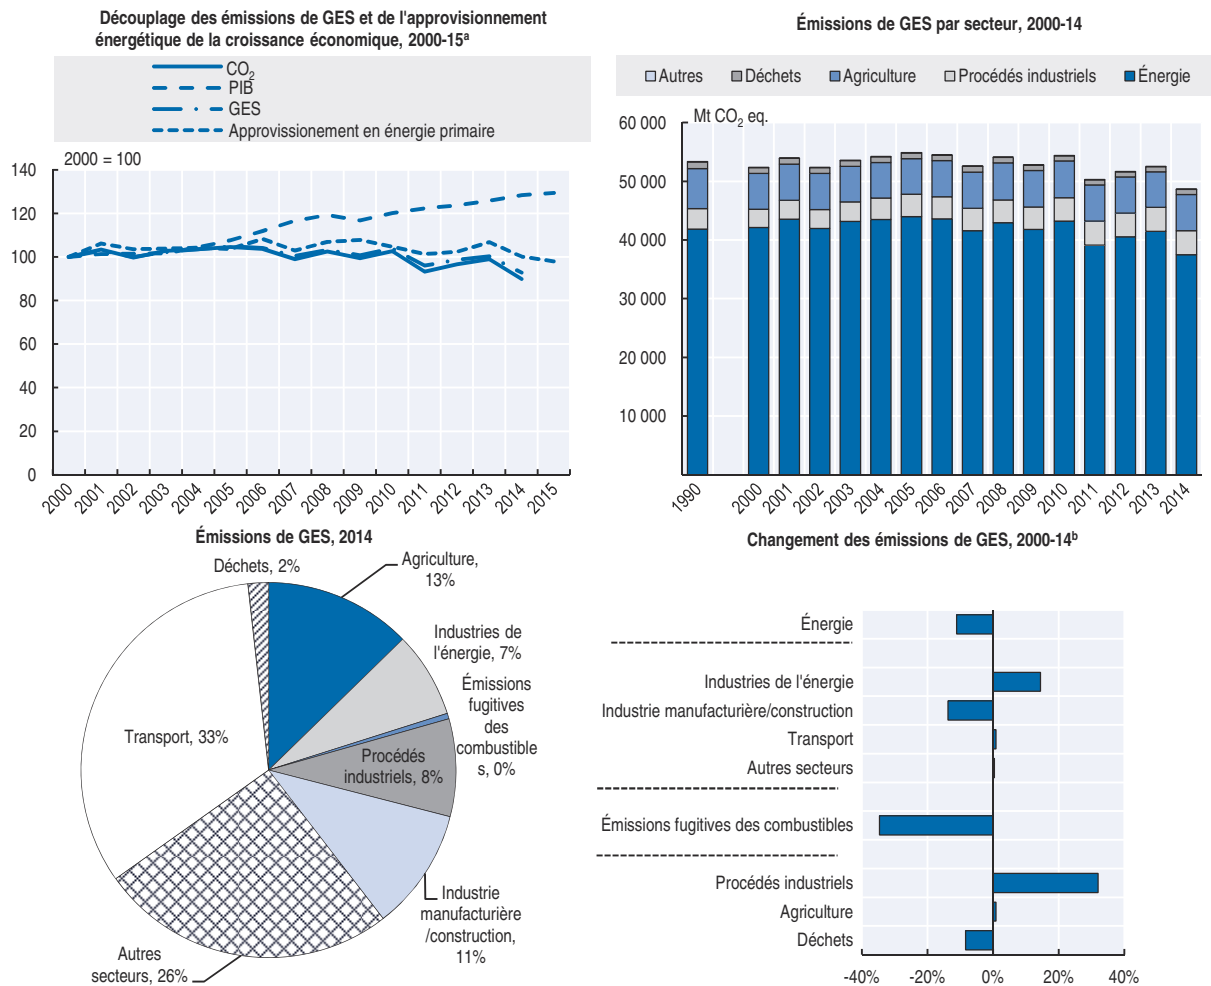 Découplage des émissions de GES et de l'approvisionnement
énergétique de la croissance économique, 2000-15ª
CO2
PIB
GES
Approvissionement en énergie primaire
2000 = 100
140
120
100
80
60
40
20
0
2000 2001 2002 2003 2004 2005 2006 2007 2008 2009 2010 2011 2012 2013 2014 2015
Émissions de GES par secteur, 2000-14
Autres Déchets Agriculture Procédés industriels Énergie
Mt CO2 eq.
60 000
50 000
40 000
30 000
20 000
10 000
1990 2000 2001 2002 2003 2004 2005 2006 2007 2008 2009 2010 2011 2012 2013 2014
Émissions de GES, 2014
Déchets, 2%
Agriculture,
13%
Industries de
l'énergie, 7%
Émissions
fugitives
des
combustible
s, 0%
Procédés
industriels, 8%
Industrie
manufacturière
/construction,
11%
Autres
secteurs, 26%
Transport, 33%
Changement des émissions de GES, 2000-14ᵇ
Énergie
Industries de l'énergie
Industrie manufacturière/construction
Transport
Autres secteurs
Émissions fugitives des combustibles
Procédés industriels
Agriculture
Déchets
-40% -20% 0% 20% 40%